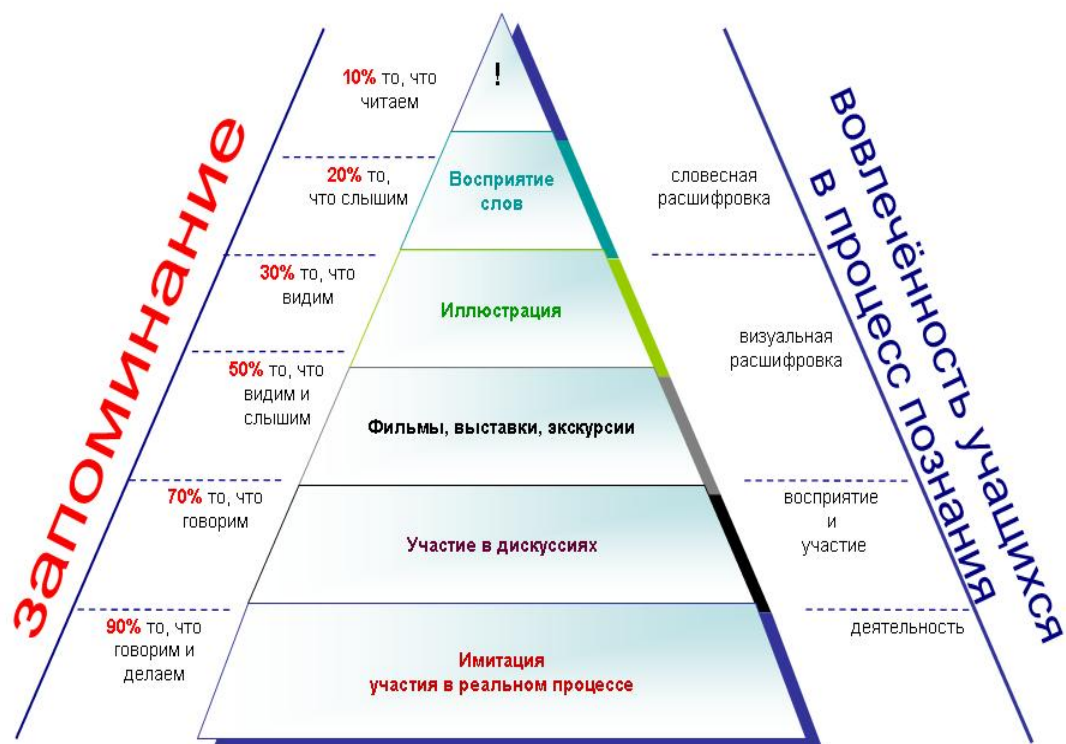 Запоминание
10% то, что
читаем
20% то,
что слышим
30% то, что
видим
50% то, что
видим и
слышим
70% то, что
говорим
90% то, что
говорим и
делаем
!
Восприятие
слов
Иллюстрация
Фильмы, выставки, экскурсии
Участие в дискуссиях
Имитация
участия в реальном процессе
словесная
расшифровка
визуальная
расшифровка
восприятие
и
участие
деятельность
вовлечённость учащихся
в процесс познания